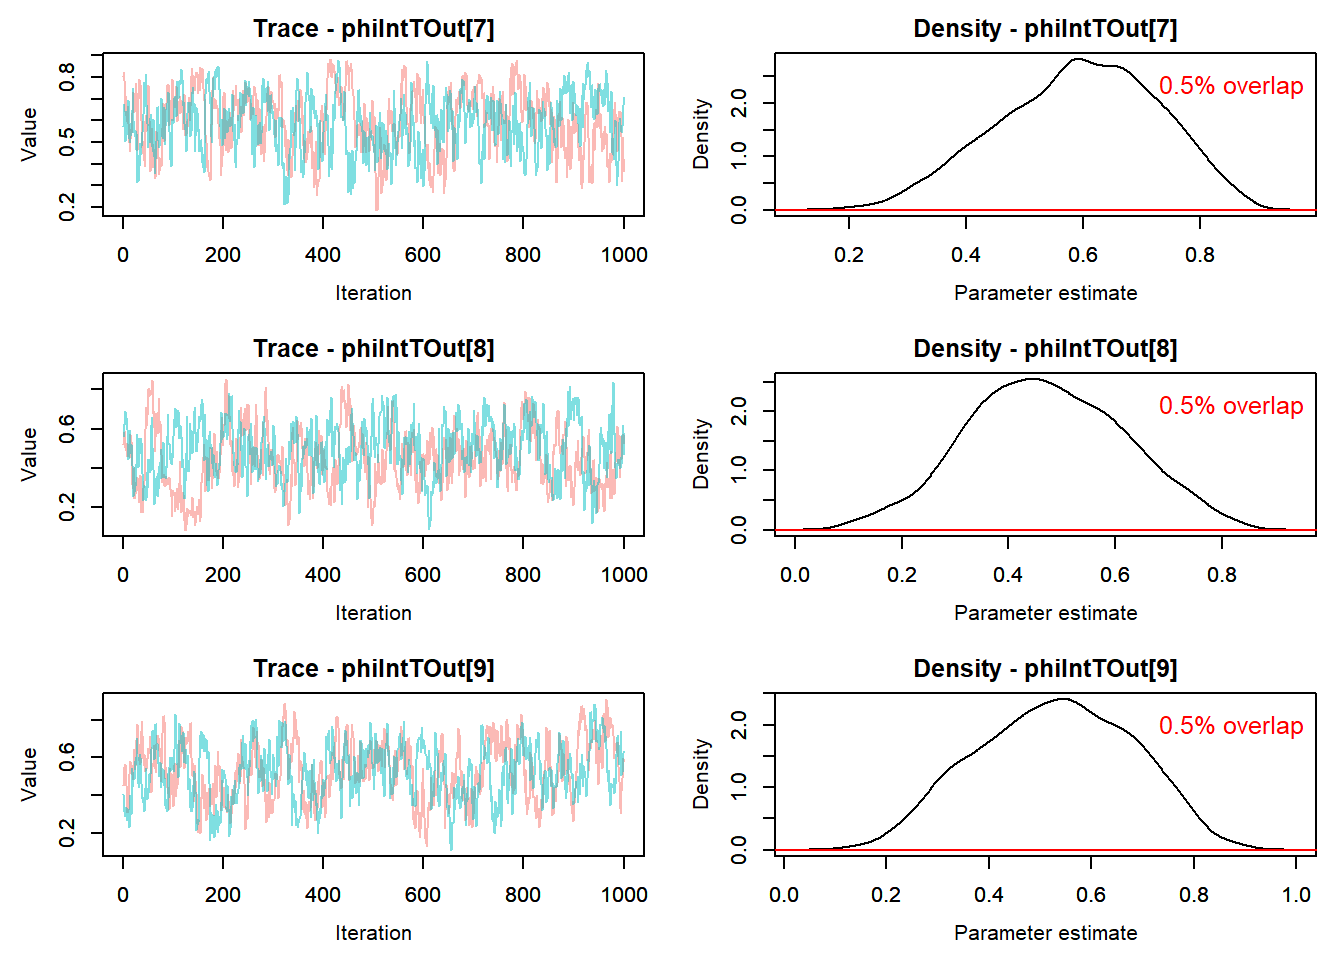 Trace - phiIntTOut[7]
Value
0.2 0.5 0.8
0 200 400 600 800 1000
Iteration
Density - phiIntTOut[7]
0.5% overlap
Density
0.0 1.0 2.0
0.2 0.4 0.6 0.8
Parameter estimate
Trace - phiIntTOut[8]
Value
0.2 0.6
0 200 400 600 800 1000
Iteration
Density - phiIntTOut[8]
0.5% overlap
Density
0.0 1.0 2.0
0.0 0.2 0.4 0.6 0.8
Parameter estimate
Trace - phiIntTOut[9]
Value
0.2 0.6
0 200 400 600 800 1000
Iteration
Density - phiIntTOut[9]
0.5% overlap
Density
0.0 1.0 2.0
0.0 0.2 0.4 0.6 0.8 1.0
Parameter estimate